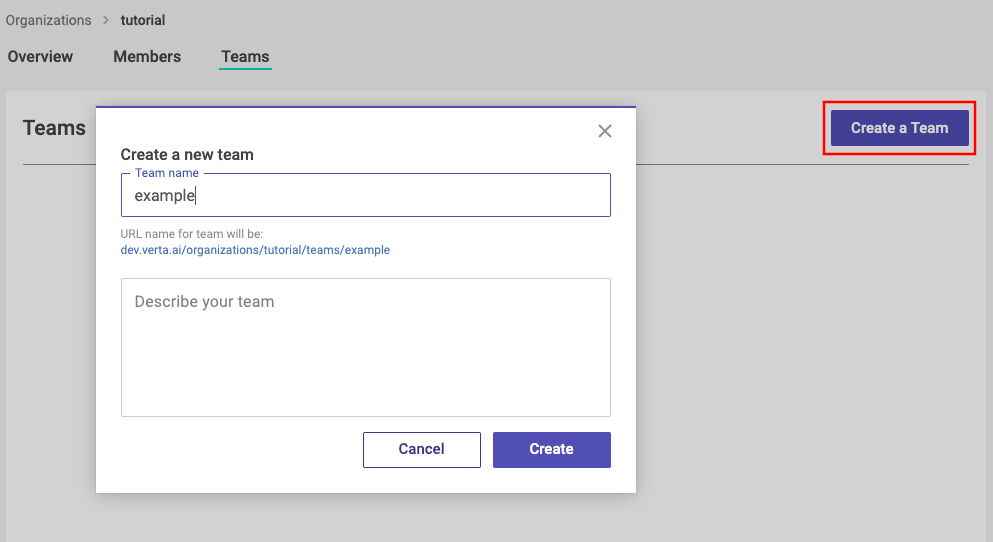 Organizations > tutorial
Overview Members Teams
Teams
Create a Team
Create a new team
Team name
example
URL name for team will be:
dev.verta.ai/organizations/tutorial/teams/example
Describe your team
Cancel Create